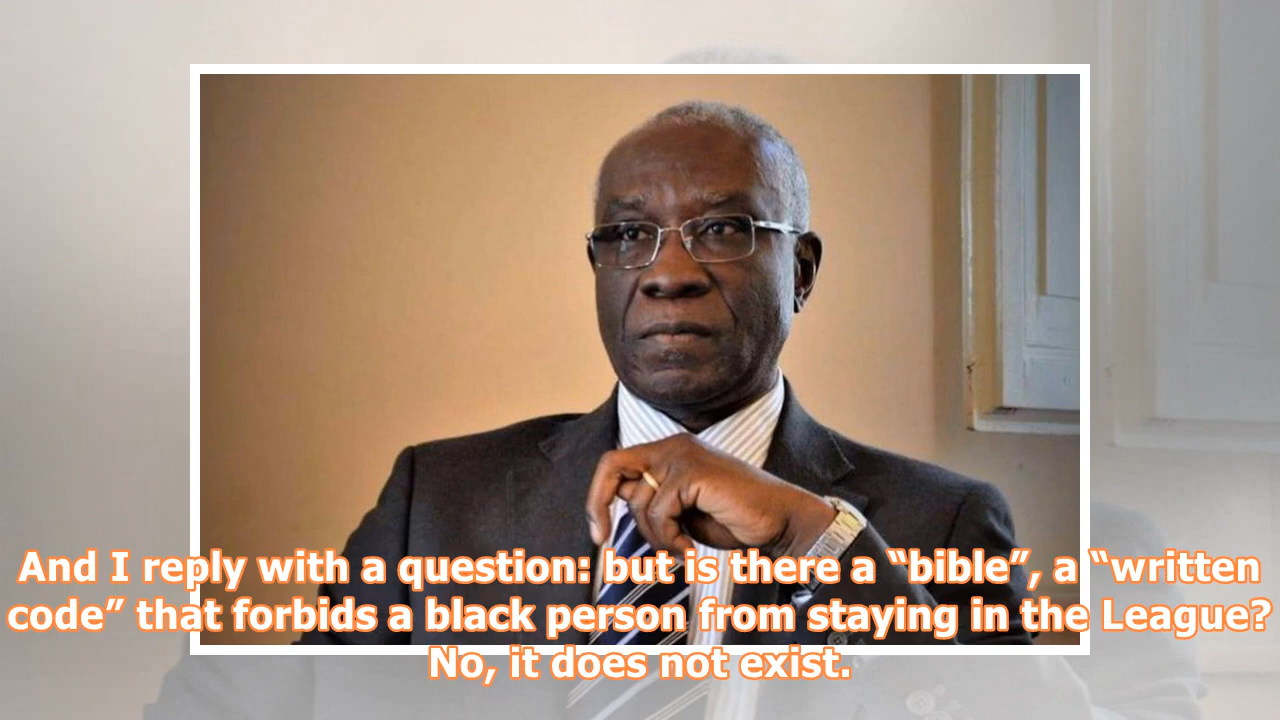 And I reply with a question: but is there a “bible”, a “written
code” that forbids a black person from staying in the League?
No, it does not exist.